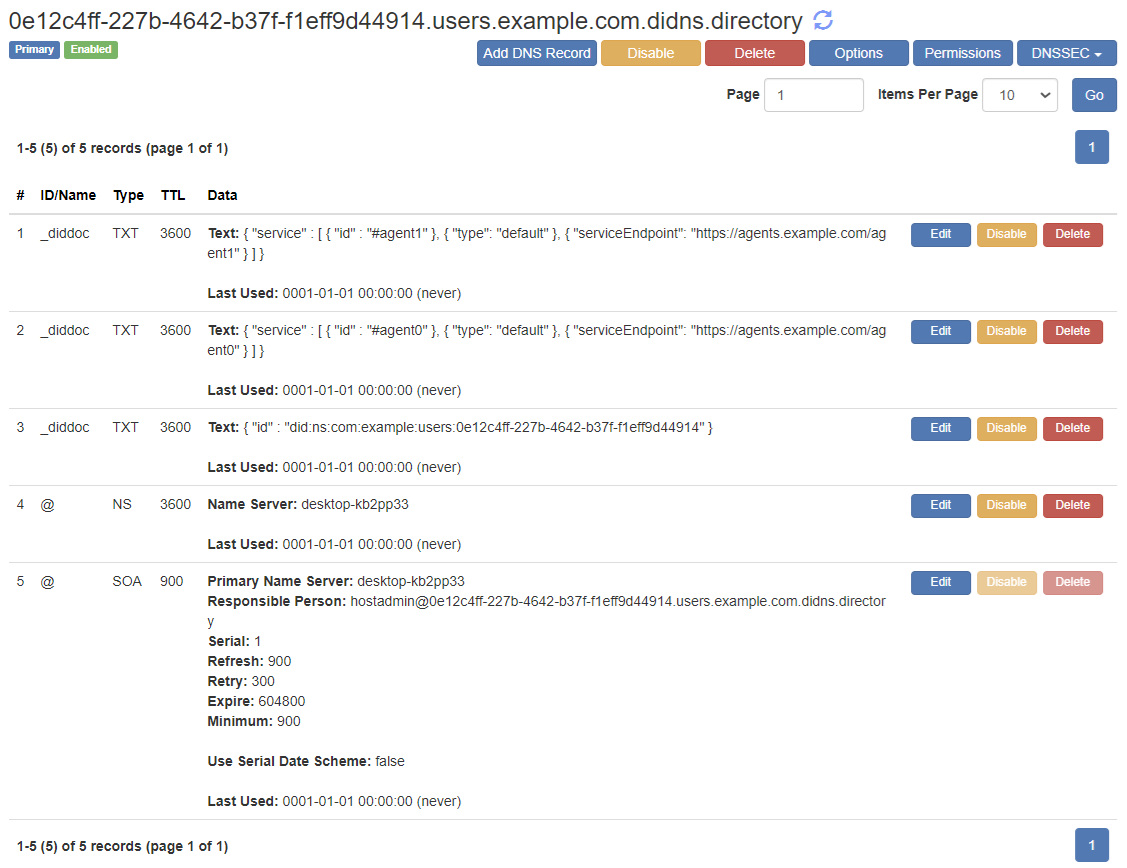 0e12c4ff-227b-4642-b37f-f1eff9d44914.users.example.com.didns.directory
Primary Enabled Add DNS Record Disable Delete Options Permissions DNSSEC
Page 1 Items Per Page 10 Go
1-5 (5) of 5 records (page 1 of 1) 1
# ID/Name Type TTL Data
1 _diddoc TXT 3600 Text: { "service" : [ { "id" : "#agent1" }, { "type": "default" }, { "serviceEndpoint": "https://agents.example.com/ag Edit Disable Delete
ent1" } ] }
Last Used: 0001-01-01 00:00:00 (never)
2 _diddoc TXT 3600 Text: { "service" : [ { "id" : "#agent0" }, { "type": "default" }, { "serviceEndpoint": "https://agents.example.com/ag Edit Disable Delete
ent0" } ] }
Last Used: 0001-01-01 00:00:00 (never)
3 _diddoc TXT 3600 Text: { "id" : "did:ns:com:example:users:0e12c4ff-227b-4642-b37f-f1eff9d44914" } Edit Disable Delete
Last Used: 0001-01-01 00:00:00 (never)
4 @ NS 3600 Name Server: desktop-kb2pp33 Edit Disable Delete
Last Used: 0001-01-01 00:00:00 (never)
5 @ SOA 900 Primary Name Server: desktop-kb2pp33 Edit Disable Delete
Responsible Person: hostadmin@0e12c4ff-227b-4642-b37f-f1eff9d44914.users.example.com.didns.director
y
Serial: 1
Refresh: 900
Retry: 300
Expire: 604800
Minimum: 900
Use Serial Date Scheme: false
Last Used: 0001-01-01 00:00:00 (never)
1-5 (5) of 5 records (page 1 of 1) 1